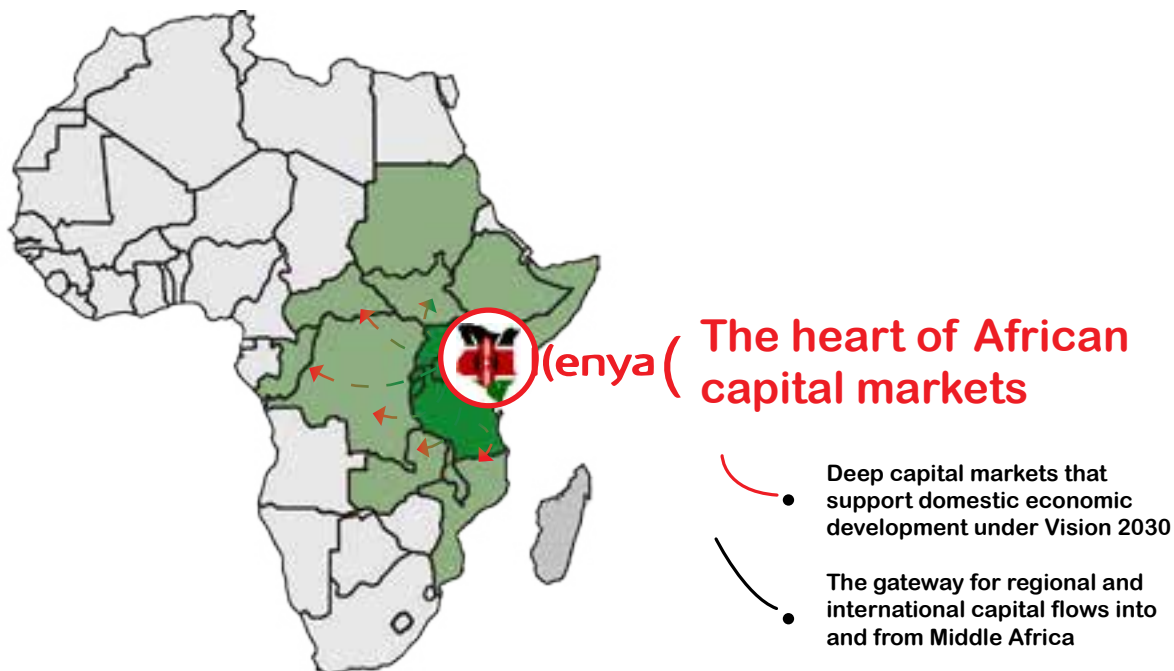 (enya
The heart of African
capital markets
Deep capital markets that
support domestic economic
development under Vision 2030
The gateway for regional and
international capital flows into
and from Middle Africa